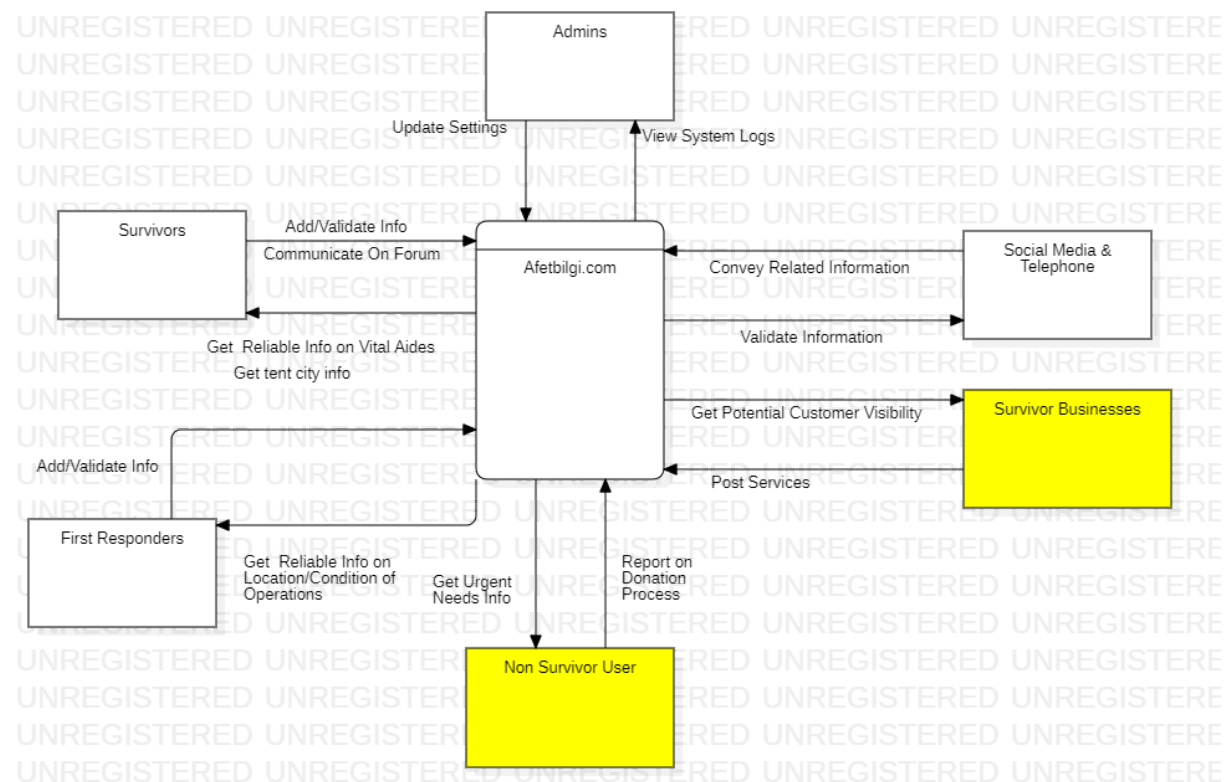 Admins
Update Settings
View System Logs
Survivors
Add/Validate Info
Communicate On Forum
Afetbilgi.com
Social Media &
Telephone
Convey Related Information
Get  Reliable Info on Vital Aides
Validate Information
Get tent city info
Survivor Businesses
Get Potential Customer Visibility
Add/Validate Info
Post Services
First Responders
Get  Reliable Info on
Location/Condition of
Operations
Get Urgent
Needs Info
Report on
Donation
Process
Non Survivor User
UNREGISTERED UNREGISTERED UNREGISTERED UNREGISTERED UNREGISTERE